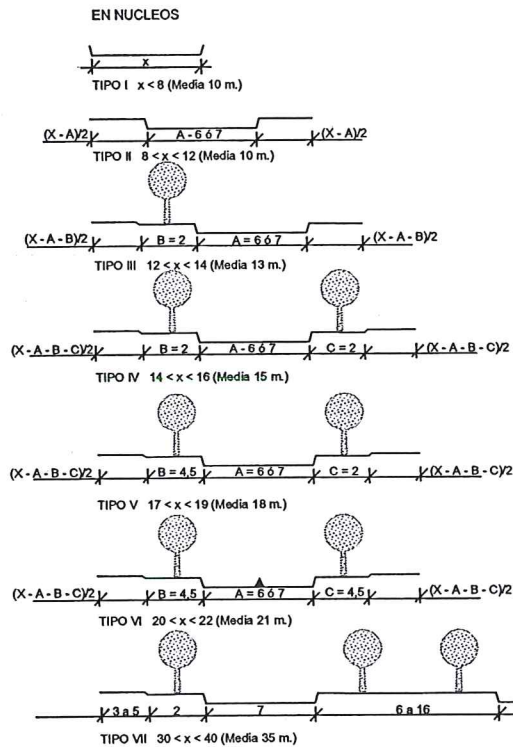 EN NUCLEOS
x
TIPO I x < 8 (Media 10 m.)
(X - A)/2 A - 6 ó 7 (X - A)/2
TIPO II 8 < x < 12 (Media 10 m.)
(X - A - B)/2 B = 2 A = 6 ó 7 (X - A - B)/2
TIPO III 12 < x < 14 (Media 13 m.)
(X - A - B - C)/2 B = 2 A - 6 ó 7 C = 2 (X - A - B - C)/2
TIPO IV 14 < x < 16 (Media 15 m.)
(X - A - B - C)/2 B = 4,5 A = 6 ó 7 C = 2 (X - A - B - C)/2
TIPO V 17 < x < 19 (Media 18 m.)
(X - A - B - C)/2 B = 4,5 A = 6 ó 7 C = 4,5 (X - A - B - C)/2
TIPO VI 20 < x < 22 (Media 21 m.)
3 a 5 2 7 6 a 16
TIPO VII 30 < x < 40 (Media 35 m.)